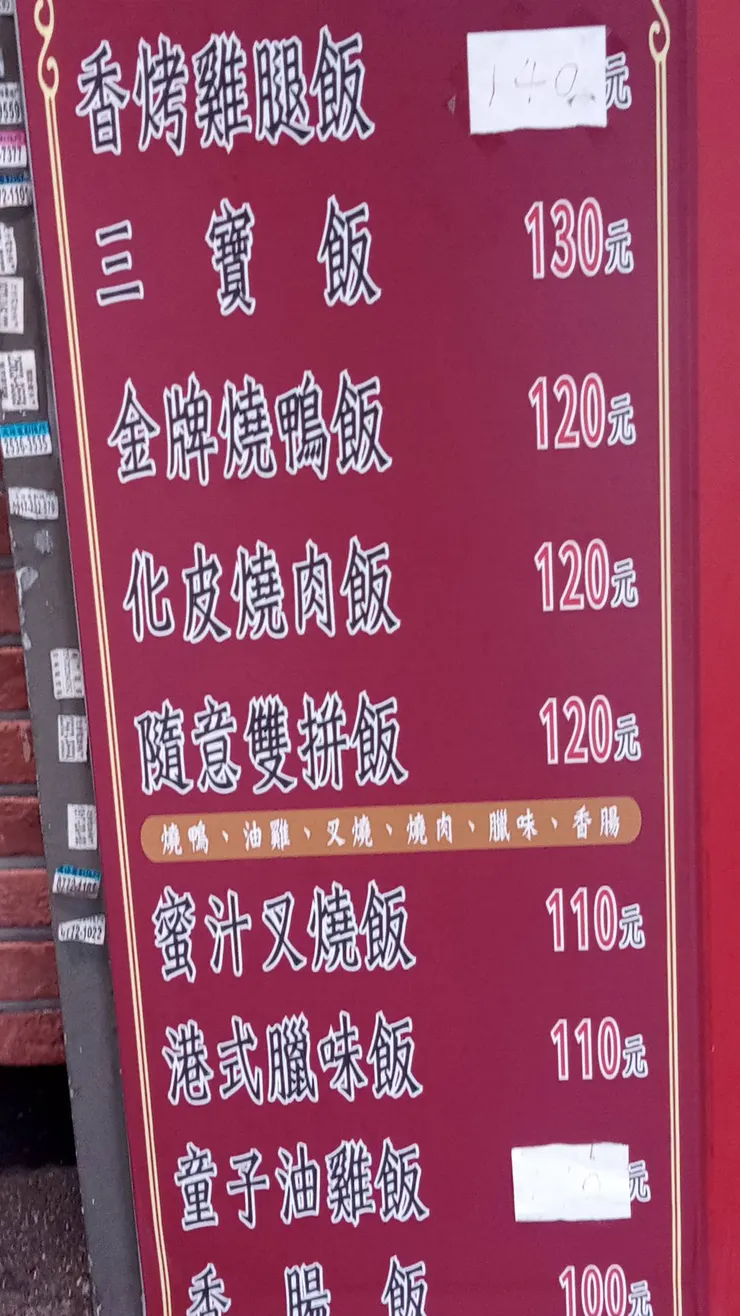 香烤雞腿飯 140元
三寶飯 130元
金牌燒鴨飯 120元
化皮燒肉飯 120元
隨意雙拼飯 120元
燒鴨、油雞、叉燒、燒肉、臘味、香腸
蜜汁叉燒飯 110元
港式臘味飯 110元
童子油雞飯 元
香腸飯 100元